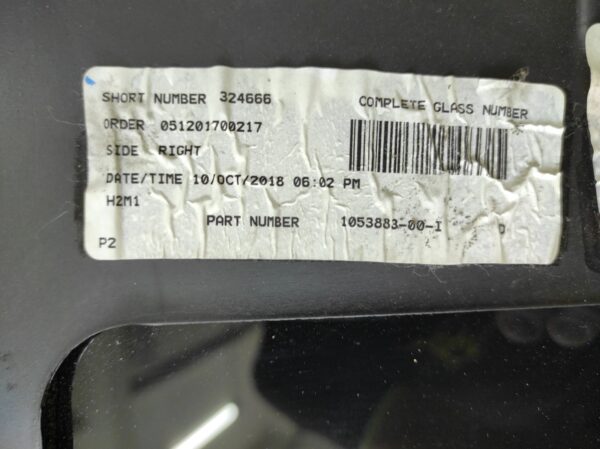 SHORT NUMBER 324666
COMPLETE GLASS NUMBER
ORDER 051201700217
SIDE RIGHT
DATE/TIME 10/OCT/2018 06:02 PM
H2M1
PART NUMBER 1053883-00-I
P2